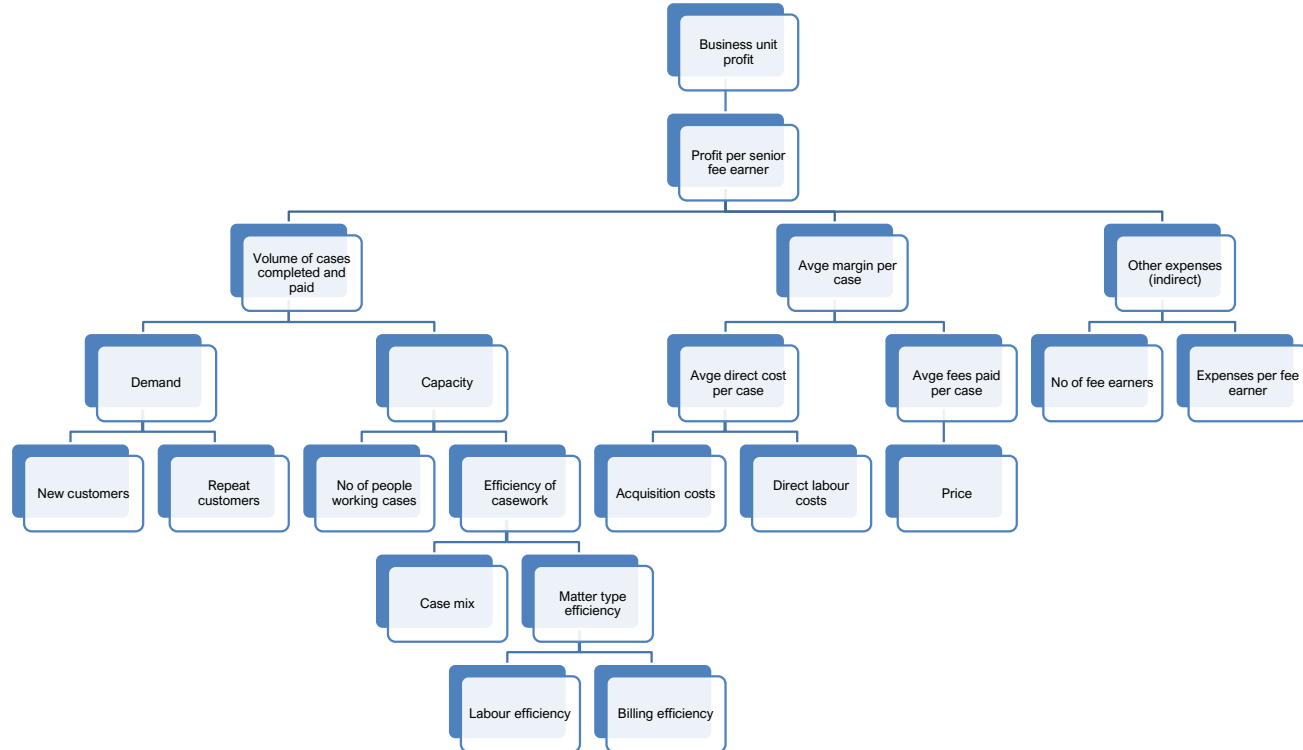 Business unit
profit
Profit per senior
fee earner
Volume of cases
completed and
paid
Avge margin per
case
Other expenses
(indirect)
Demand
Capacity
Avge direct cost
per case
Avge fees paid
per case
No of fee earners
Expenses per fee
earner
New customers
Repeat
customers
No of people
working cases
Efficiency of
casework
Acquisition costs
Direct labour
costs
Price
Case mix
Matter type
efficiency
Labour efficiency
Billing efficiency